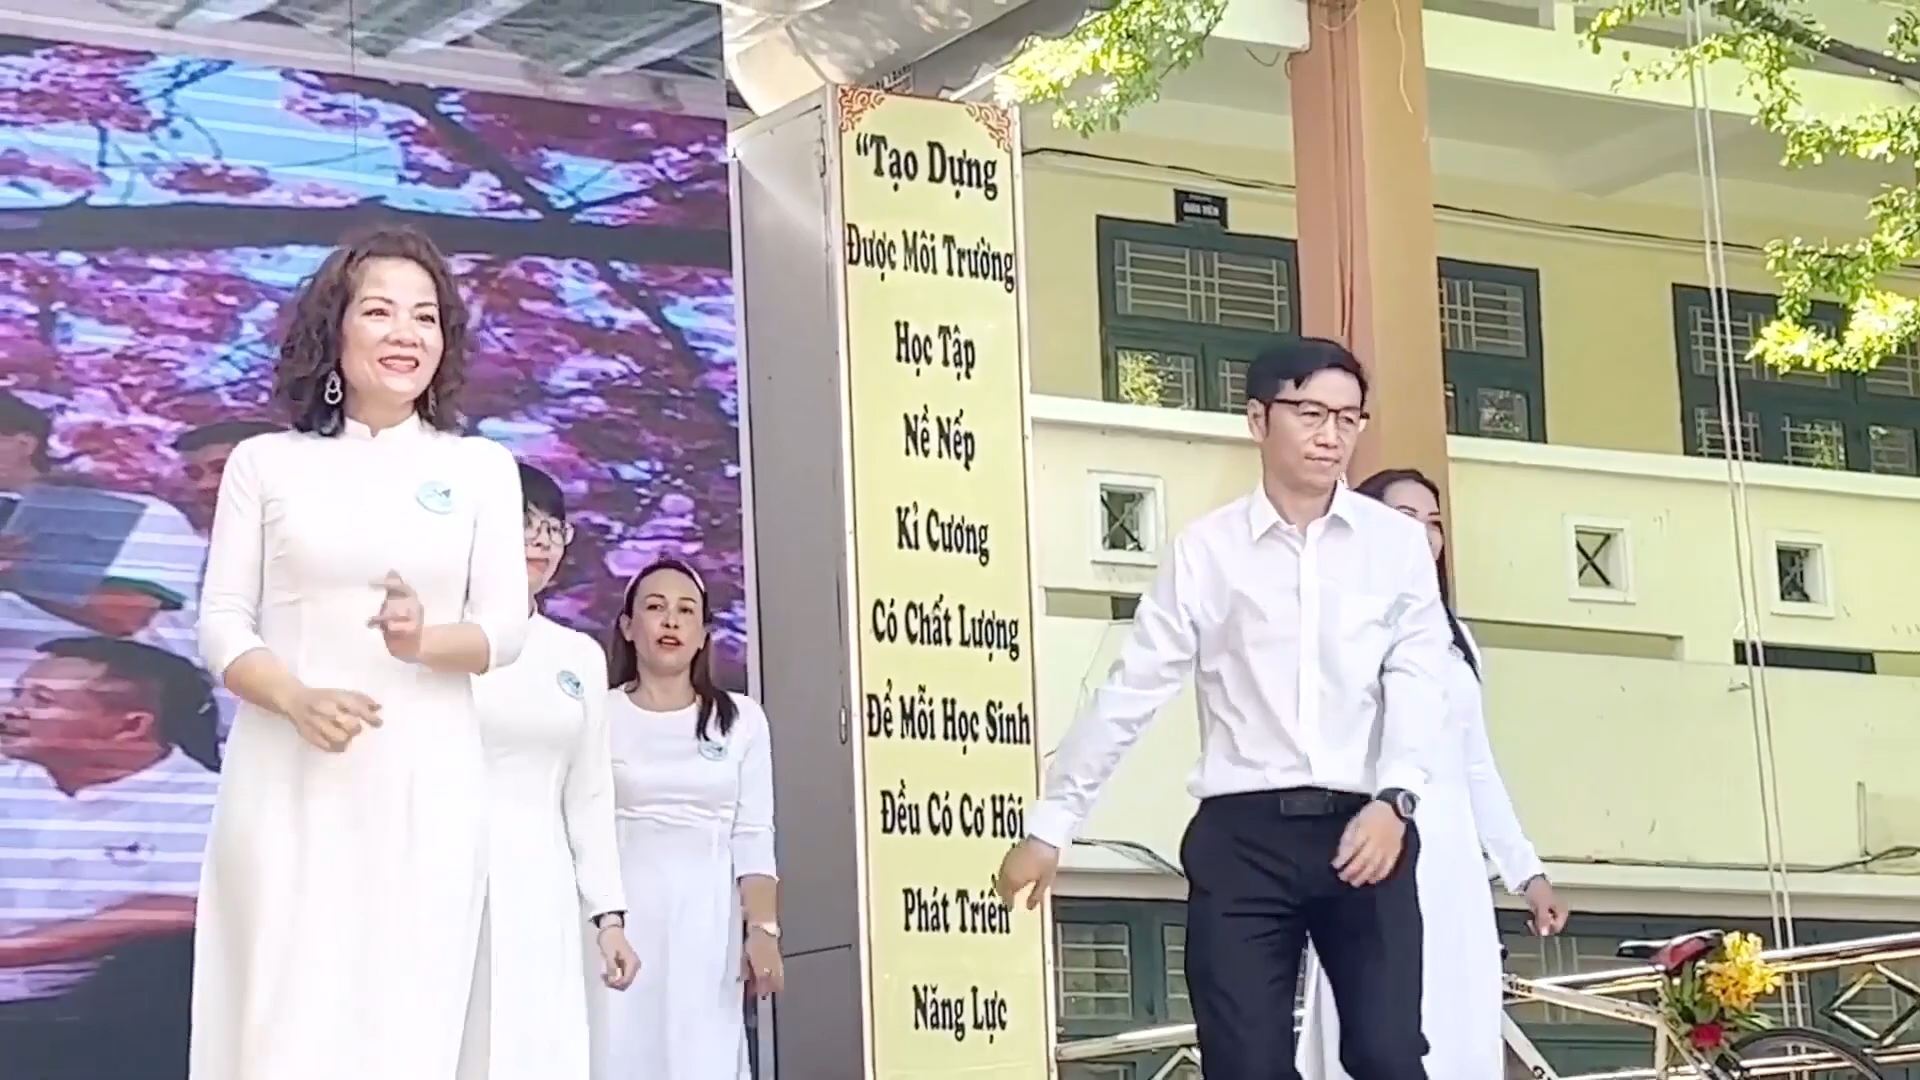 “Tạo Dựng
Được Môi Trường
Học Tập
Nề Nếp
Kỉ Cương
Có Chất Lượng
Để Mỗi Học Sinh
Đều Có Cơ Hội
Phát Triển
Năng Lực